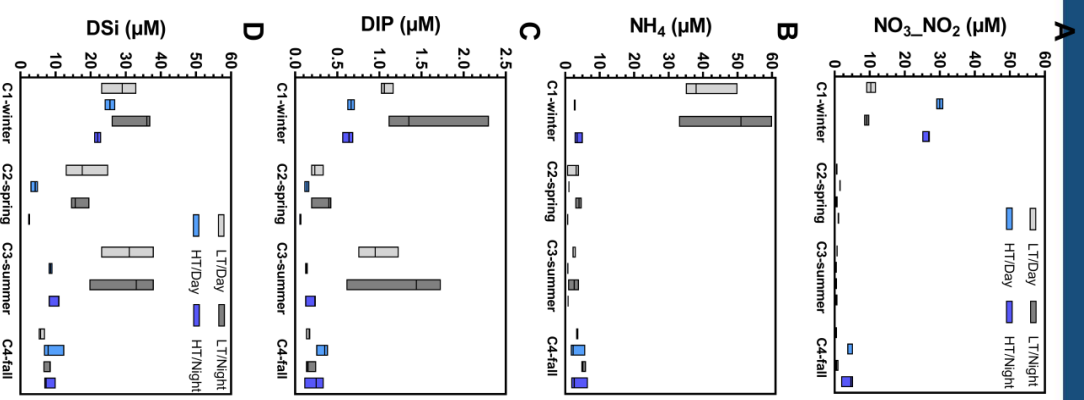 A
NO₃_NO₂ (µM)
0 10 20 30 40 50 60
C1-winter C2-spring C3-summer C4-fall
LT/Day LT/Night
HT/Day HT/Night
B
NH₄ (µM)
0 10 20 30 40 50 60
C1-winter C2-spring C3-summer C4-fall
C
DIP (µM)
0.0 0.5 1.0 1.5 2.0 2.5
C1-winter C2-spring C3-summer C4-fall
D
DSi (µM)
0 10 20 30 40 50 60
C1-winter C2-spring C3-summer C4-fall
LT/Day LT/Night
HT/Day HT/Night